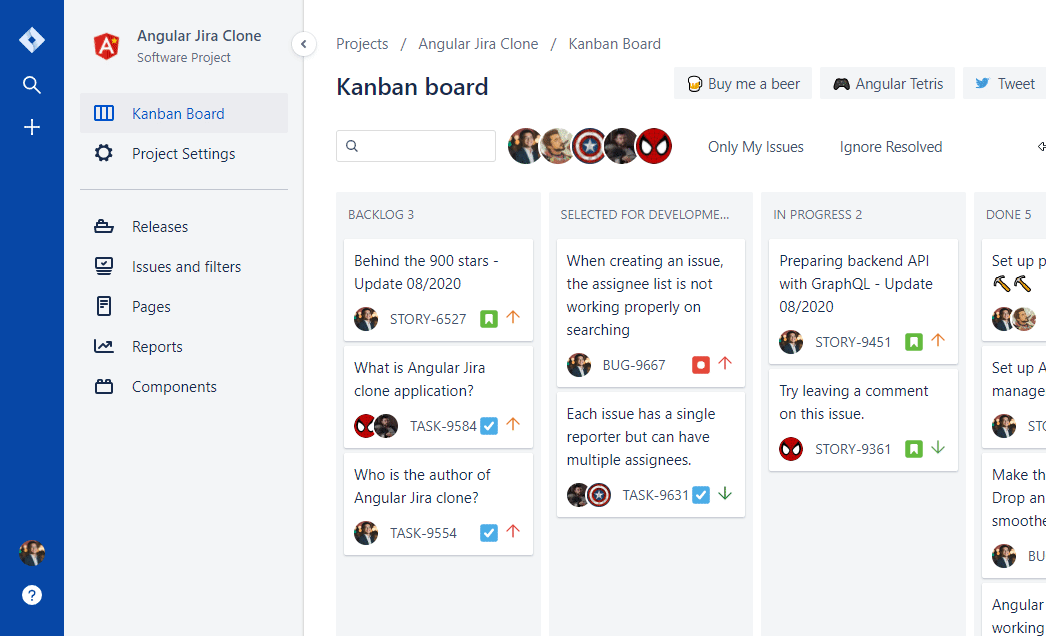 Angular Jira Clone
Software Project
Kanban Board
Project Settings
Releases
Issues and filters
Pages
Reports
Components
?
Projects / Angular Jira Clone / Kanban Board
Kanban board
Buy me a beer
Angular Tetris
Tweet
Only My Issues
Ignore Resolved
BACKLOG 3
Behind the 900 stars -
Update 08/2020
STORY-6527
What is Angular Jira
clone application?
TASK-9584
Who is the author of
Angular Jira clone?
TASK-9554
SELECTED FOR DEVELOPME...
When creating an issue,
the assignee list is not
working properly on
searching
BUG-9667
Each issue has a single
reporter but can have
multiple assignees.
TASK-9631
IN PROGRESS 2
Preparing backend API
with GraphQL - Update
08/2020
STORY-9451
Try leaving a comment
on this issue.
STORY-9361
DONE 5
Set up
Set up
Make
Drop
Angular
working